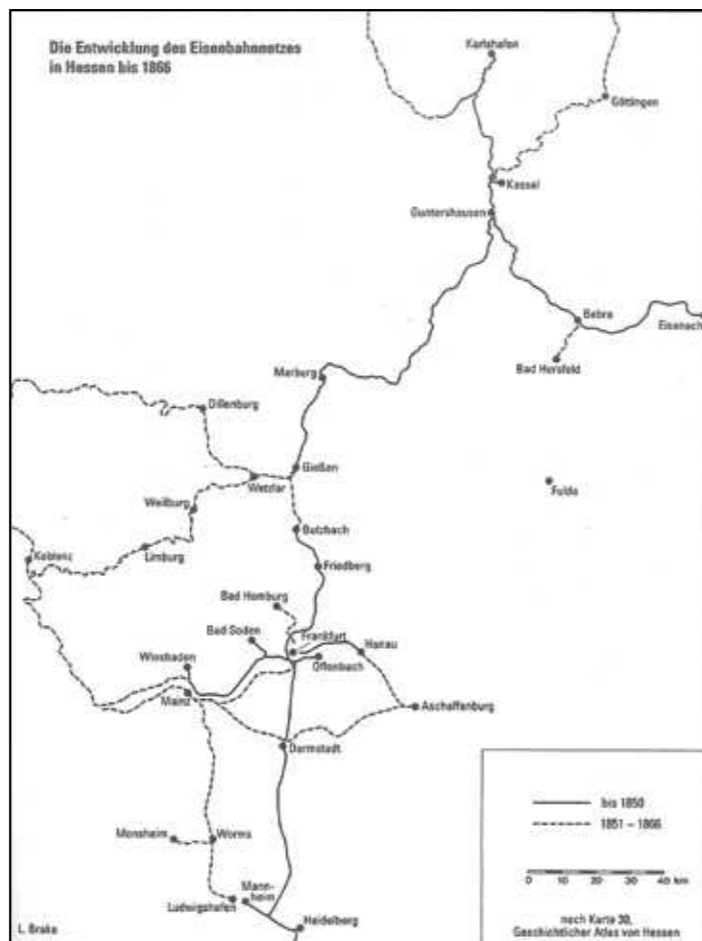 Die Entwicklung des Eisenbahnnetzes
in Hessen bis 1866
Karlshafen
Göttingen
Kassel
Guntershausen
Bebra
Eisenach
Bad Hersfeld
Marburg
Dillenburg
Gießen
Wetzlar
Fulda
Weilburg
Butzbach
Koblenz
Limburg
Friedberg
Bad Homburg
Bad Soden
Frankfurt
Hanau
Wiesbaden
Offenbach
Mainz
Aschaffenburg
Darmstadt
bis 1850
1851 – 1866
Monsheim
Worms
0 10 20 30 40 km
Mann-
heim
Ludwigshafen
Heidelberg
L. Brake
nach Karte 30,
Geschichtlicher Atlas von Hessen